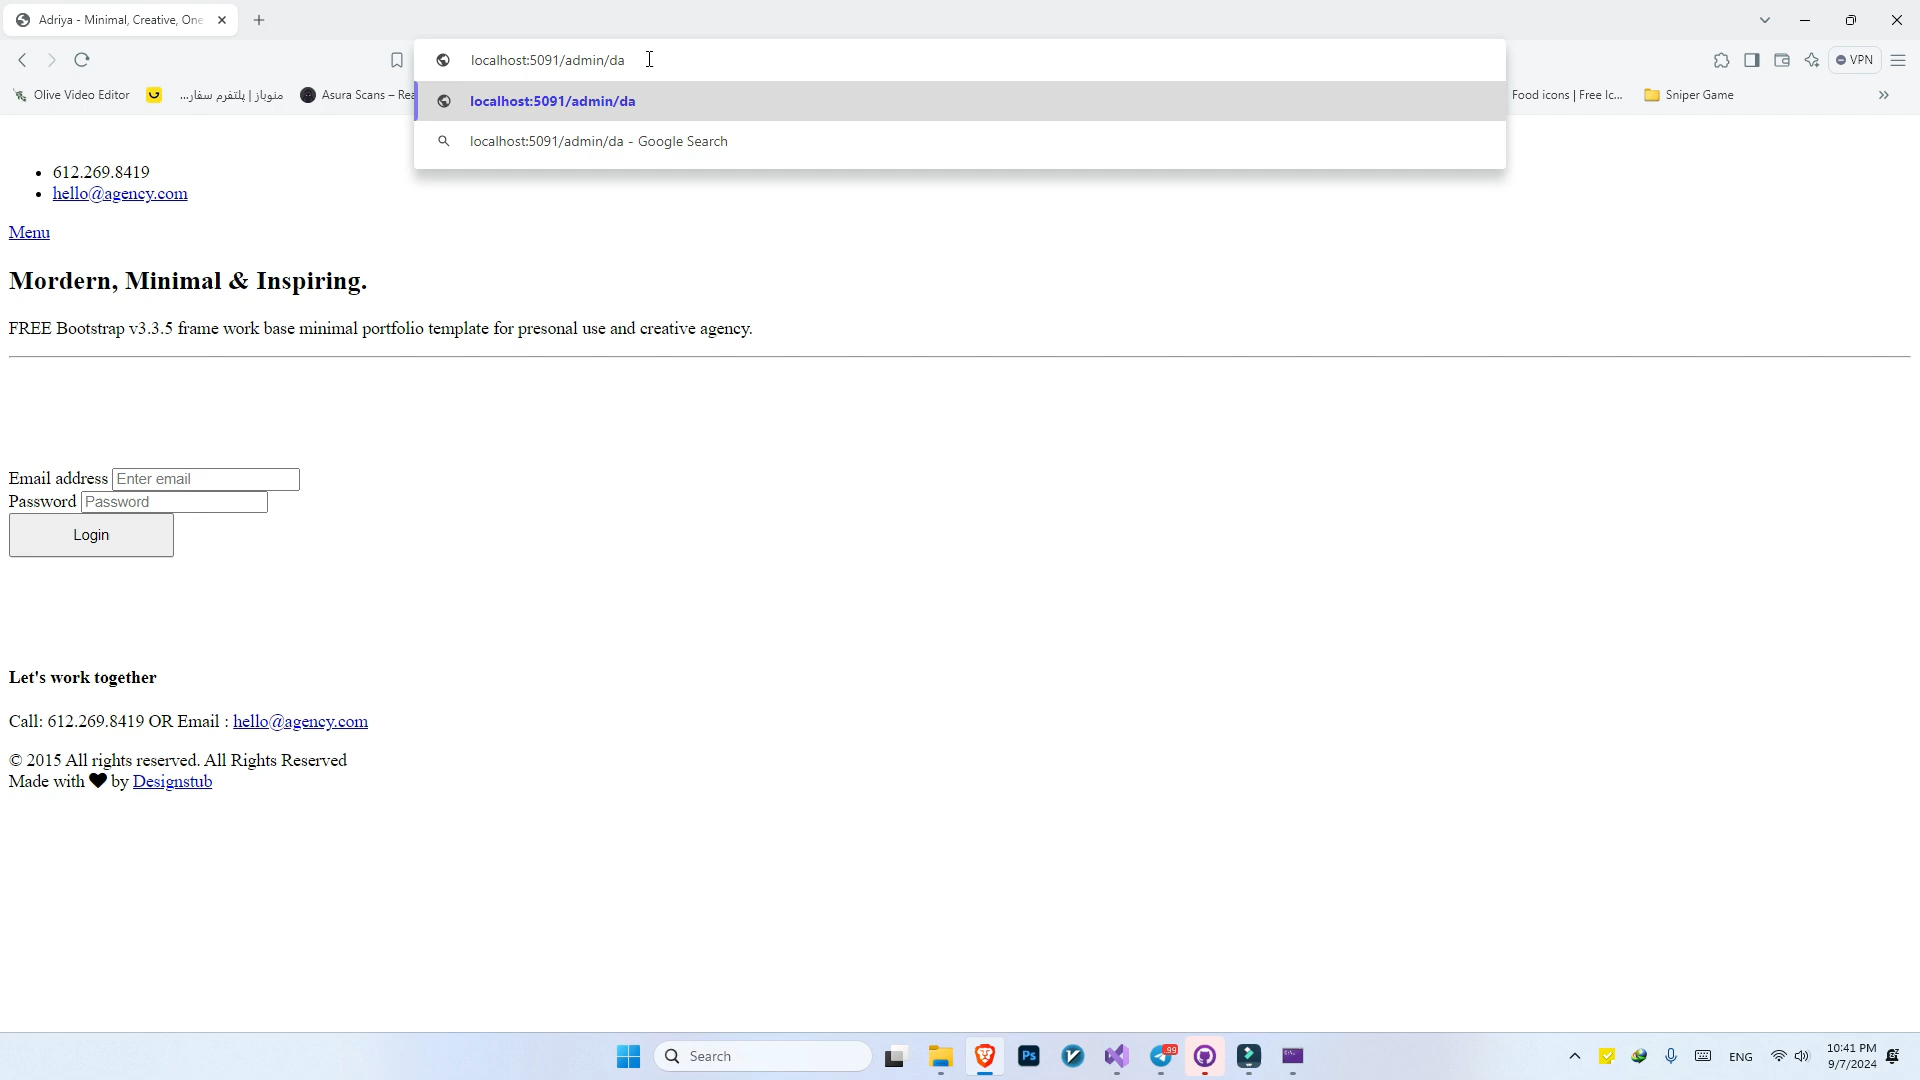 Adriya - Minimal, Creative, One
localhost:5091/admin/da
VPN
Olive Video Editor
منوباز | پلتفرم سفار...
Asura Scans – Rea
localhost:5091/admin/da
Food icons | Free Ic...
Sniper Game
localhost:5091/admin/da - Google Search
612.269.8419
hello@agency.com
Menu
Mordern, Minimal & Inspiring.
FREE Bootstrap v3.3.5 frame work base minimal portfolio template for presonal use and creative agency.
Email address Enter email
Password Password
Login
Let's work together
Call: 612.269.8419 OR Email : hello@agency.com
© 2015 All rights reserved. All Rights Reserved
Made with by Designstub
Search
Ps
99
ENG
10:41 PM
9/7/2024